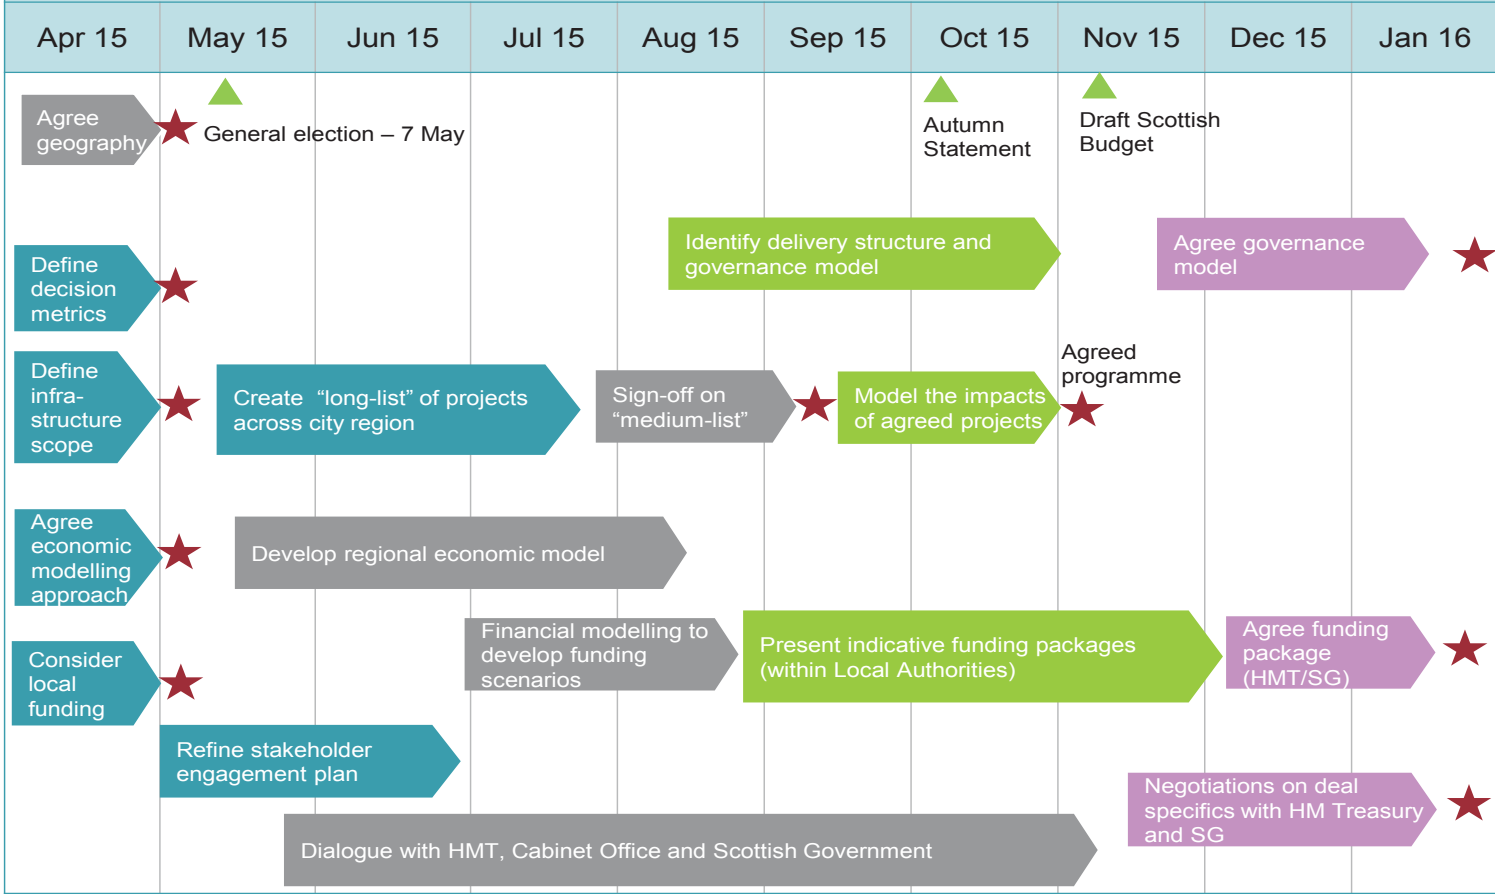 Apr 15
May 15
Jun 15
Jul 15
Aug 15
Sep 15
Oct 15
Nov 15
Dec 15
Jan 16
Agree
geography
General election – 7 May
Autumn
Statement
Draft Scottish
Budget
Identify delivery structure and
governance model
Agree governance
model
Define
decision
metrics
Define
infra-
structure
scope
Create “long-list” of projects
across city region
Sign-off on
“medium-list”
Model the impacts
of agreed projects
Agreed
programme
Agree
economic
modelling
approach
Develop regional economic model
Financial modelling to
develop funding
scenarios
Present indicative funding packages
(within Local Authorities)
Agree funding
package
(HMT/SG)
Consider
local
funding
Refine stakeholder
engagement plan
Negotiations on deal
specifics with HM Treasury
and SG
Dialogue with HMT, Cabinet Office and Scottish Government